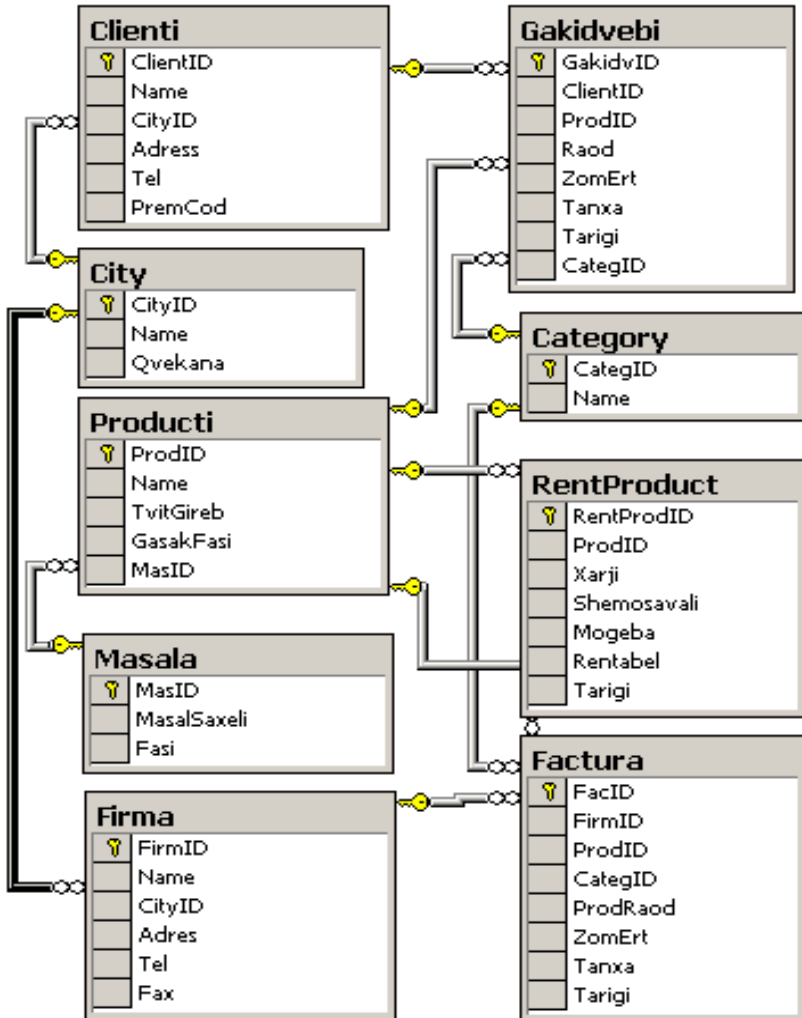 Clienti
ClientID
Name
CityID
Adress
Tel
PremCod
City
CityID
Name
Qvekana
Producti
ProdID
Name
TvitGireb
GasakFasi
MasID
Masala
MasID
MasalSaxeli
Fasi
Firma
FirmID
Name
CityID
Adres
Tel
Fax
Gakidvebi
GakidvID
ClientID
ProdID
Raod
ZomErt
Tanxa
Tarigi
CategID
Category
CategID
Name
RentProduct
RentProdID
ProdID
Xarji
Shemosavali
Mogeba
Rentabel
Tarigi
Factura
FacID
FirmID
ProdID
CategID
ProdRaod
ZomErt
Tanxa
Tarigi